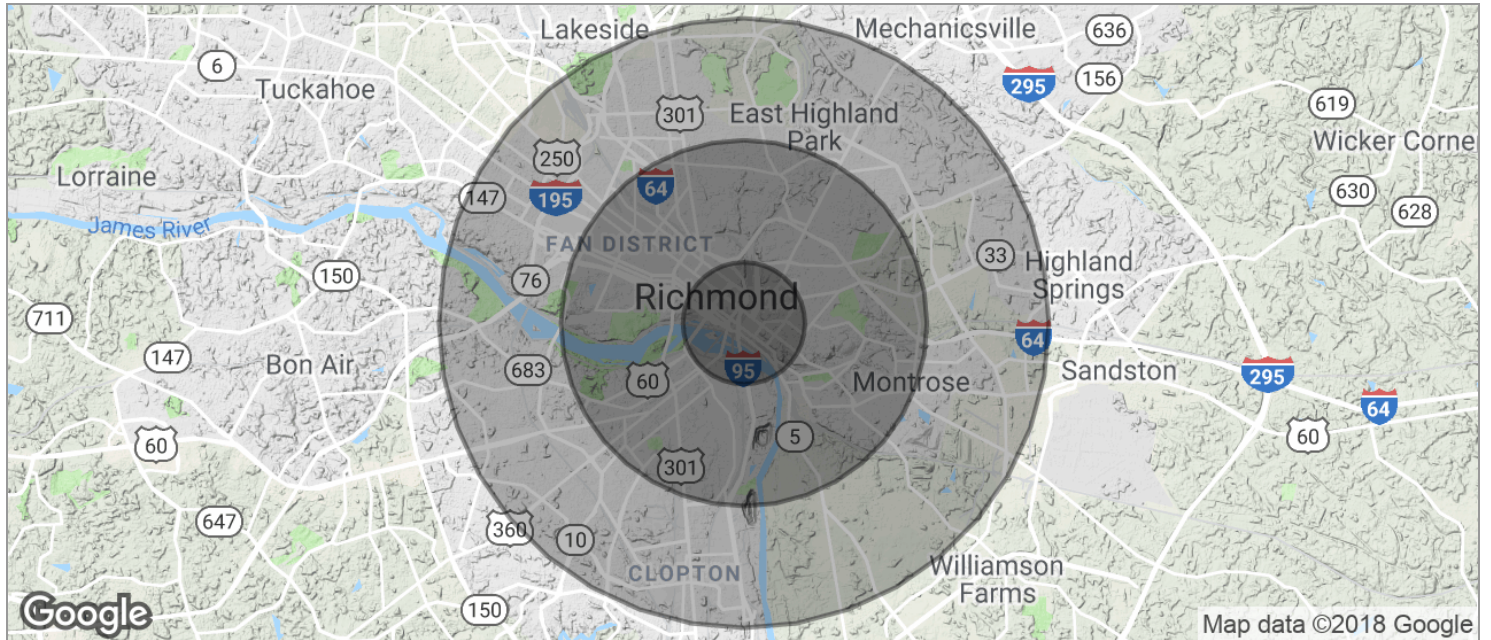 Lakeside
Mechanicsville
636
6
Tuckahoe
295
156
619
301
East Highland
Park
Wicker Corne
250
64
Lorraine
147
195
630
628
James River
FAN DISTRICT
33
Highland
Springs
150
76
Richmond
711
64
147
Bon Air
683
60
95
Montrose
Sandston
295
64
60
5
60
301
647
360
10
CLOPTON
Williamson
Farms
150
Google
Map data ©2018 Google